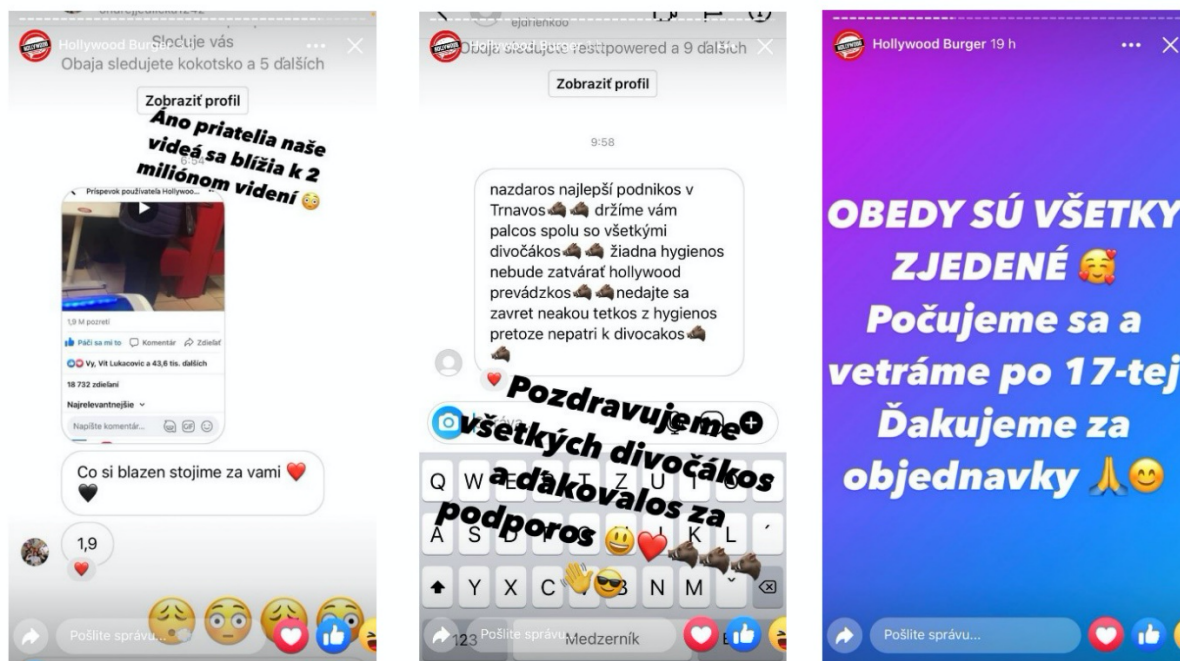 Hollywood Burger
Sleduje vás
Obaja sledujete kokotsko a 5 ďalších
Zobraziť profil
Áno priatelia naše
videá sa blížia k 2
miliónom videní 😳
6:54
Príspevok používateľa Hollywoo...
1,9 M pozretí
Páči sa mi to Komentár Zdieľať
Vy, Vít Lukacovic a 43,6 tis. ďalších
18 732 zdieľaní
Najrelevantnejšie
Napíšte komentár...
Co si blazen stojime za vami ❤️
🖤
1,9
❤️
😮‍💨😳😮‍💨😳
Pošlite správu...
ejdrienkoo
Hollywood Burger
Obaja sledujete a 9 ďalších
Zobraziť profil
9:58
nazdaros najlepší podnikos v
Trnavos🐗🐗 držíme vám
palcos spolu so všetkými
divočákos🐗🐗 žiadna hygienos
nebude zatvárať hollywood
prevádzkos🐗🐗nedajte sa
zavret neakou tetkos z hygienos
pretoze nepatri k divocakos🐗
🐗
❤️
Pozdravujeme
všetkých divočákos
a ďakovalos za
podporos 😃❤️🐗🐗🐗
👋😎
Q W E Z U I O
A S D F H K L ´
Y X C V B N M ˇ
123 Medzerník
Pošlite správu...
Hollywood Burger 19 h
OBEDY SÚ VŠETKY
ZJEDENÉ 🥰
Počujeme sa a
vetráme po 17-tej
Ďakujeme za
objednavky 🙏😊
Pošlite správu...